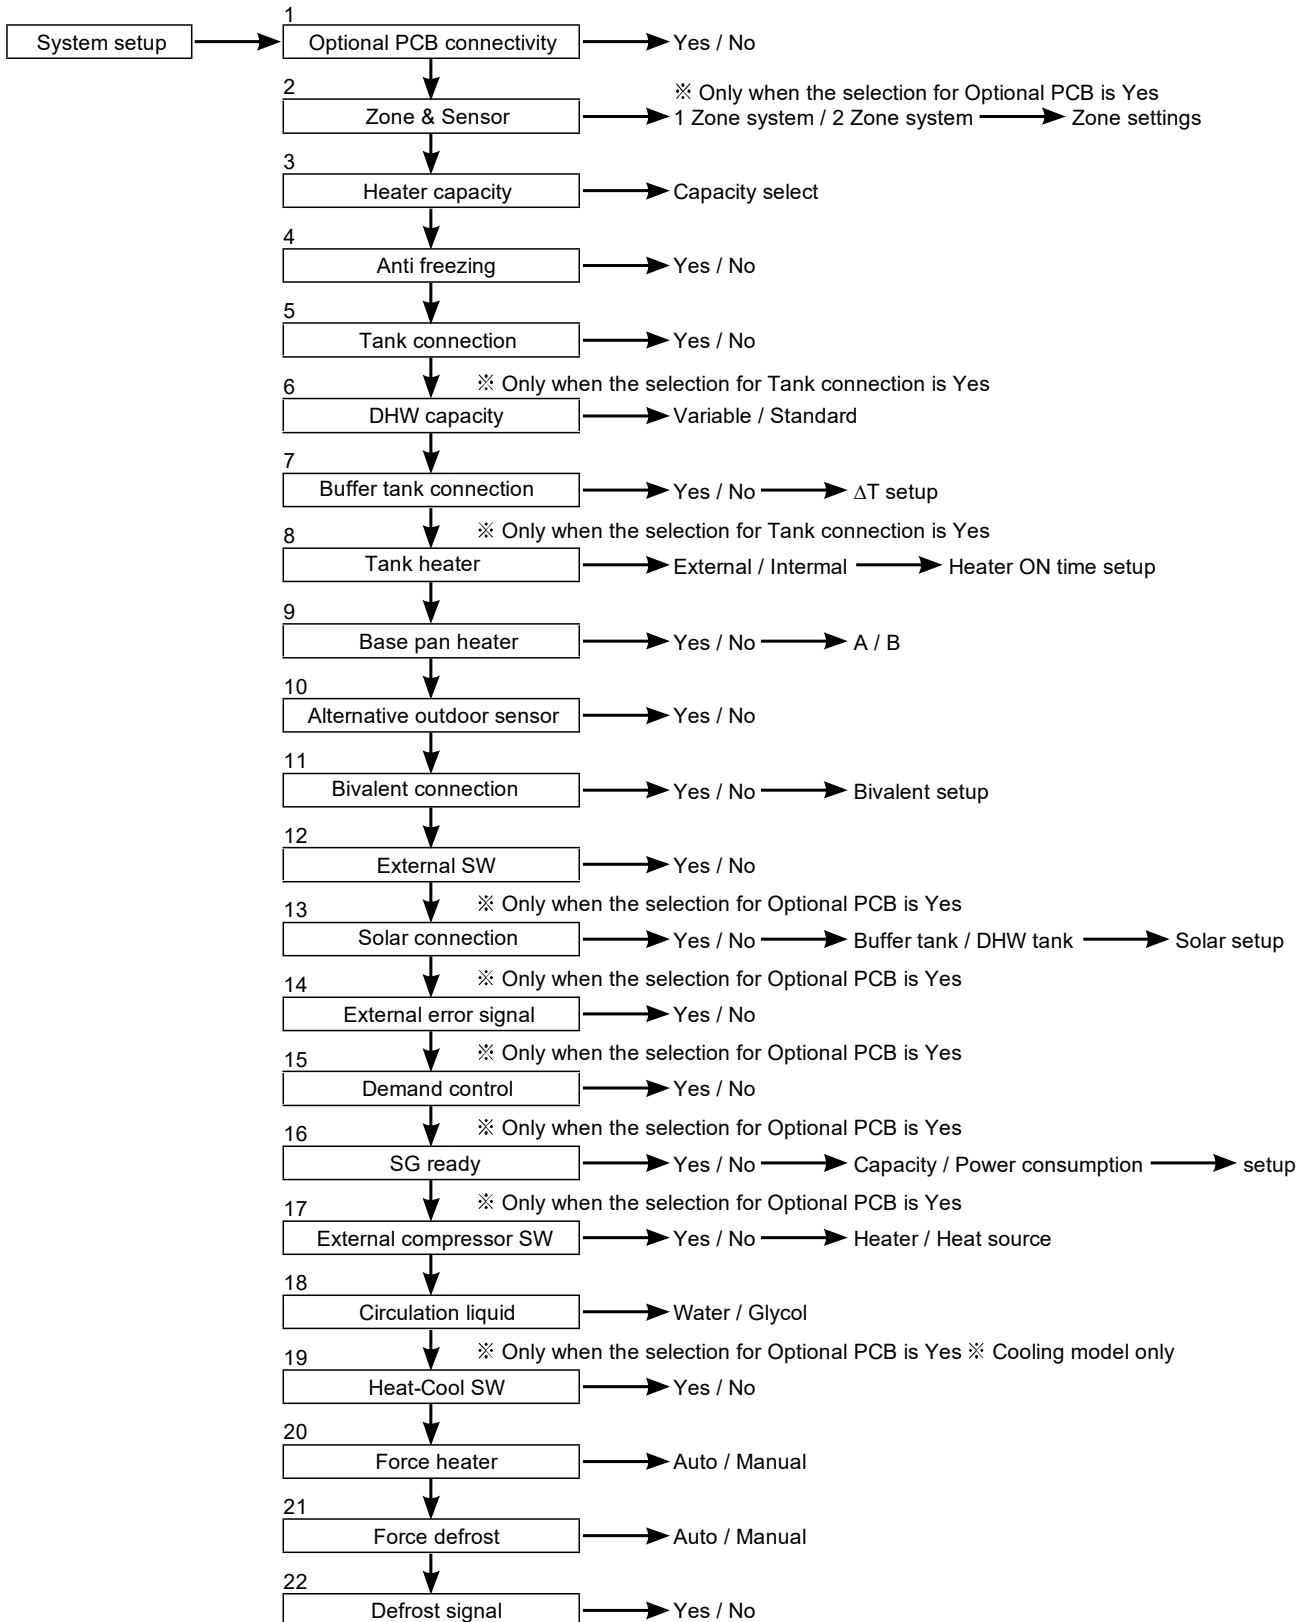 1
System setup Optional PCB connectivity Yes / No
2
※ Only when the selection for Optional PCB is Yes
Zone & Sensor 1 Zone system / 2 Zone system Zone settings
3
Heater capacity Capacity select
4
Anti freezing Yes / No
5
Tank connection Yes / No
6 ※ Only when the selection for Tank connection is Yes
DHW capacity Variable / Standard
7
Buffer tank connection Yes / No ΔT setup
8 ※ Only when the selection for Tank connection is Yes
Tank heater External / Intermal Heater ON time setup
9
Base pan heater Yes / No A / B
10
Alternative outdoor sensor Yes / No
11
Bivalent connection Yes / No Bivalent setup
12
External SW Yes / No
13 ※ Only when the selection for Optional PCB is Yes
Solar connection Yes / No Buffer tank / DHW tank Solar setup
14 ※ Only when the selection for Optional PCB is Yes
External error signal Yes / No
15 ※ Only when the selection for Optional PCB is Yes
Demand control Yes / No
16 ※ Only when the selection for Optional PCB is Yes
SG ready Yes / No Capacity / Power consumption setup
17 ※ Only when the selection for Optional PCB is Yes
External compressor SW Yes / No Heater / Heat source
18
Circulation liquid Water / Glycol
19 ※ Only when the selection for Optional PCB is Yes ※ Cooling model only
Heat-Cool SW Yes / No
20
Force heater Auto / Manual
21
Force defrost Auto / Manual
22
Defrost signal Yes / No